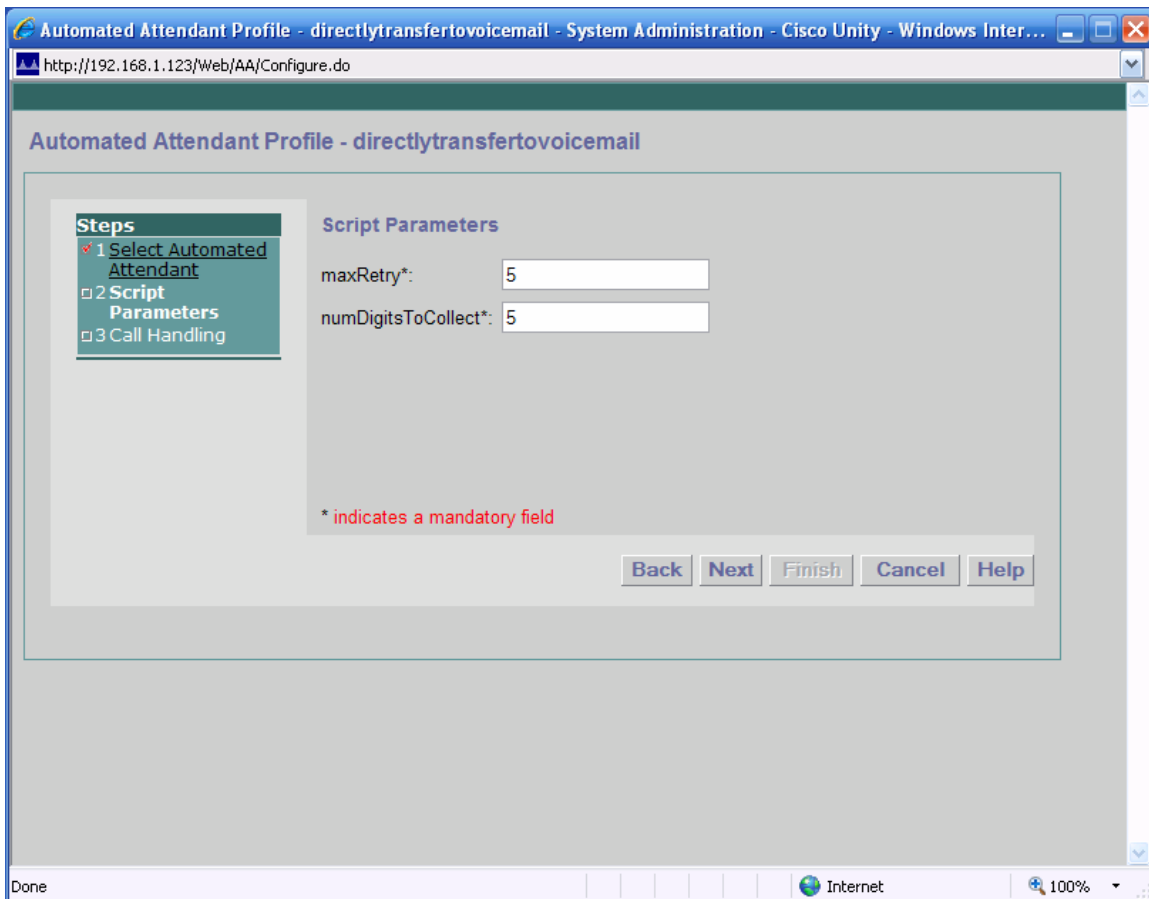 Automated Attendant Profile - directlytransfertovoicemail - System Administration - Cisco Unity - Windows Inter...
http://192.168.1.123/Web/AA/Configure.do
Automated Attendant Profile - directlytransfertovoicemail
Steps
1 Select Automated
Attendant
2 Script
Parameters
3 Call Handling
Script Parameters
maxRetry*: 5
numDigitsToCollect*: 5
* indicates a mandatory field
Back Next Finish Cancel Help
Done Internet 100%